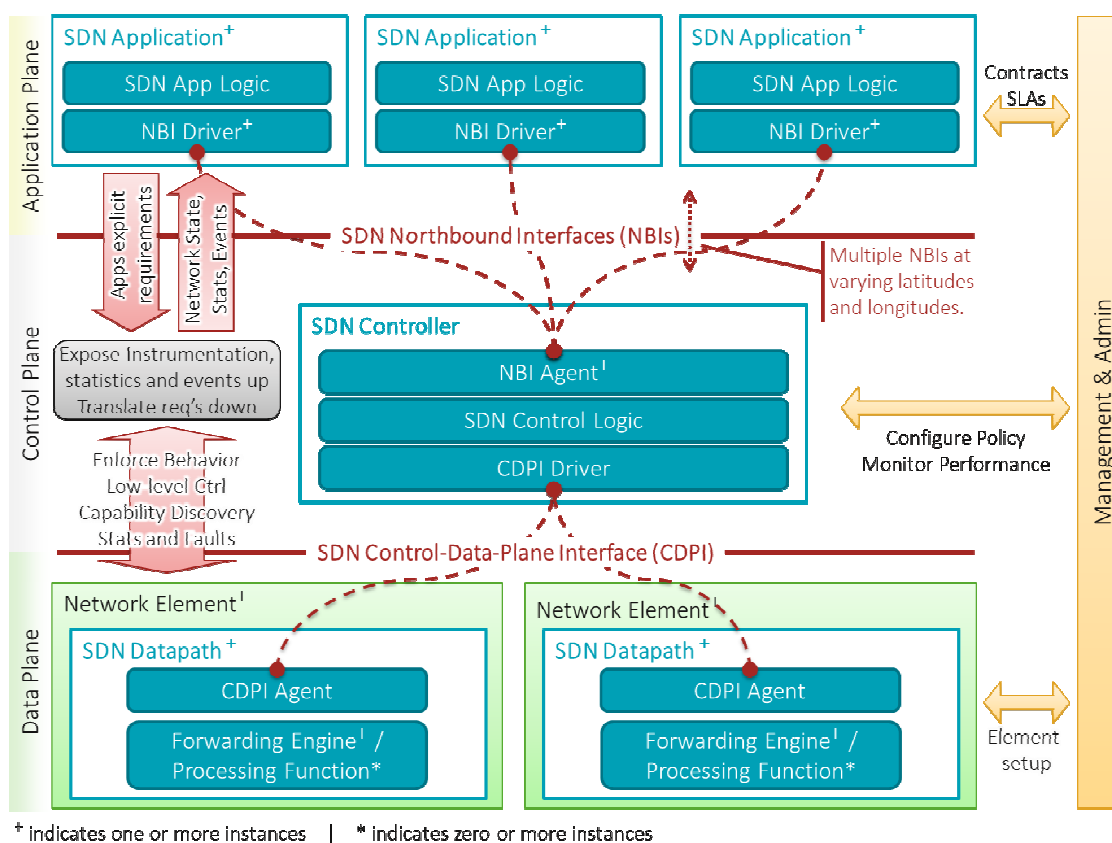 Application Plane
SDN Application+
SDN App Logic
NBI Driver+
SDN Application+
SDN App Logic
NBI Driver+
SDN Application+
SDN App Logic
NBI Driver+
Contracts
SLAs
Apps explicit
requirements
Network State,
Stats, Events
SDN Northbound Interfaces (NBIs)
Multiple NBIs at
varying latitudes
and longitudes.
Control Plane
Expose Instrumentation,
statistics and events up
Translate req's down
SDN Controller
NBI Agent+
SDN Control Logic
CDPI Driver
Configure Policy
Monitor Performance
Management & Admin
Enforce Behavior
Low-level Ctrl
Capability Discovery
Stats and Faults
SDN Control-Data-Plane Interface (CDPI)
Data Plane
Network Element+
SDN Datapath+
CDPI Agent
Forwarding Engine+ /
Processing Function*
Network Element+
SDN Datapath+
CDPI Agent
Forwarding Engine+ /
Processing Function*
Element
setup
+ indicates one or more instances | * indicates zero or more instances